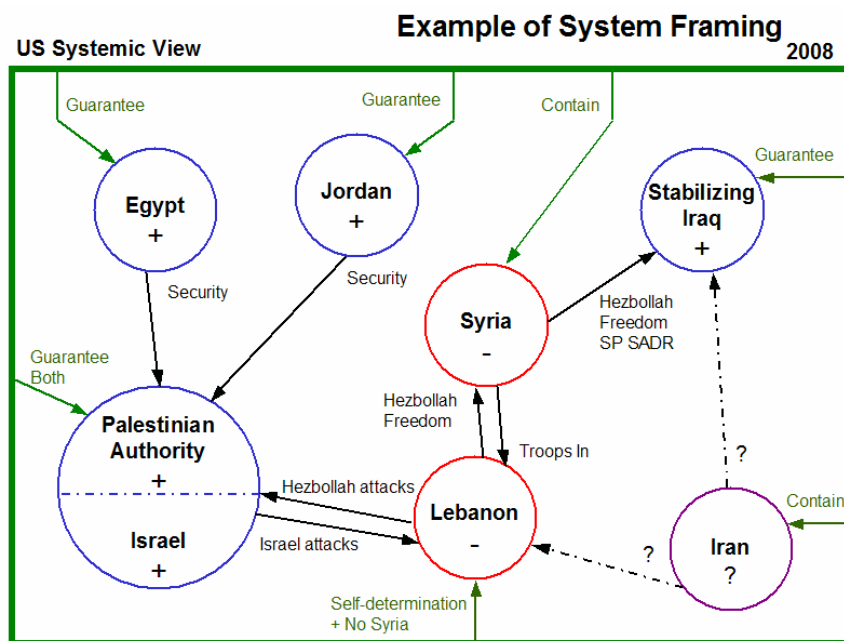 Example of System Framing
US Systemic View
2008
Guarantee
Guarantee
Contain
Guarantee
Egypt
+
Jordan
+
Stabilizing
Iraq
+
Security
Security
Syria
-
Hezbollah
Freedom
SP SADR
Guarantee
Both
Palestinian
Authority
+
Hezbollah
Freedom
Troops In
?
Hezbollah attacks
Lebanon
-
Contain
Israel
+
Israel attacks
?
Iran
?
Self-determination
+ No Syria